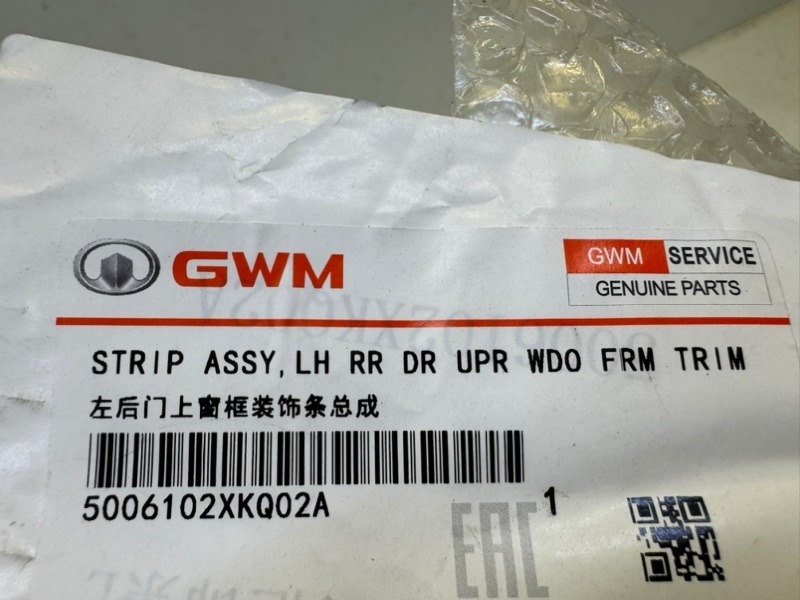 GWM
GWM SERVICE
GENUINE PARTS
STRIP ASSY,LH RR DR UPR WDO FRM TRIM
左后门上窗框装饰条总成
5006102XKQ02A
1
EAC